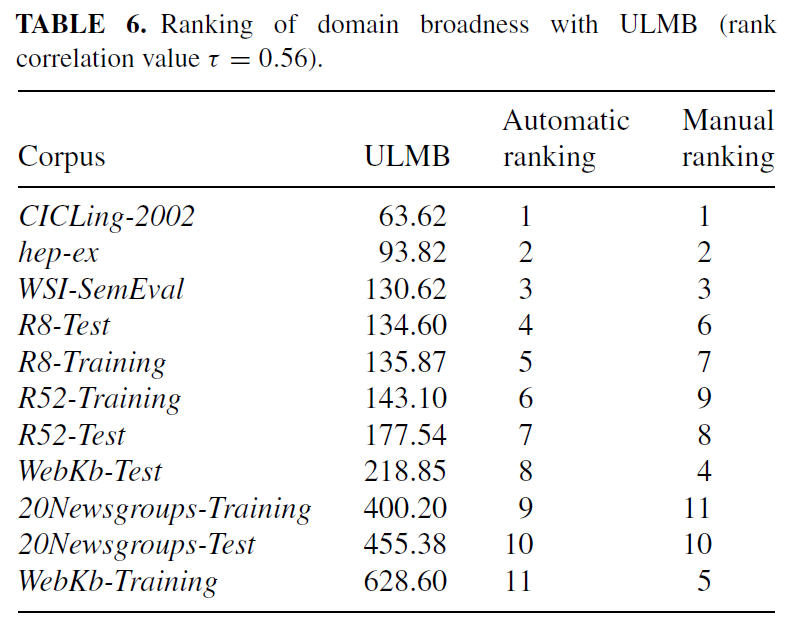 TABLE 6. Ranking of domain broadness with ULMB (rank
correlation value τ = 0.56).
Automatic Manual
Corpus ULMB ranking ranking
CICLing-2002 63.62 1 1
hep-ex 93.82 2 2
WSI-SemEval 130.62 3 3
R8-Test 134.60 4 6
R8-Training 135.87 5 7
R52-Training 143.10 6 9
R52-Test 177.54 7 8
WebKb-Test 218.85 8 4
20Newsgroups-Training 400.20 9 11
20Newsgroups-Test 455.38 10 10
WebKb-Training 628.60 11 5